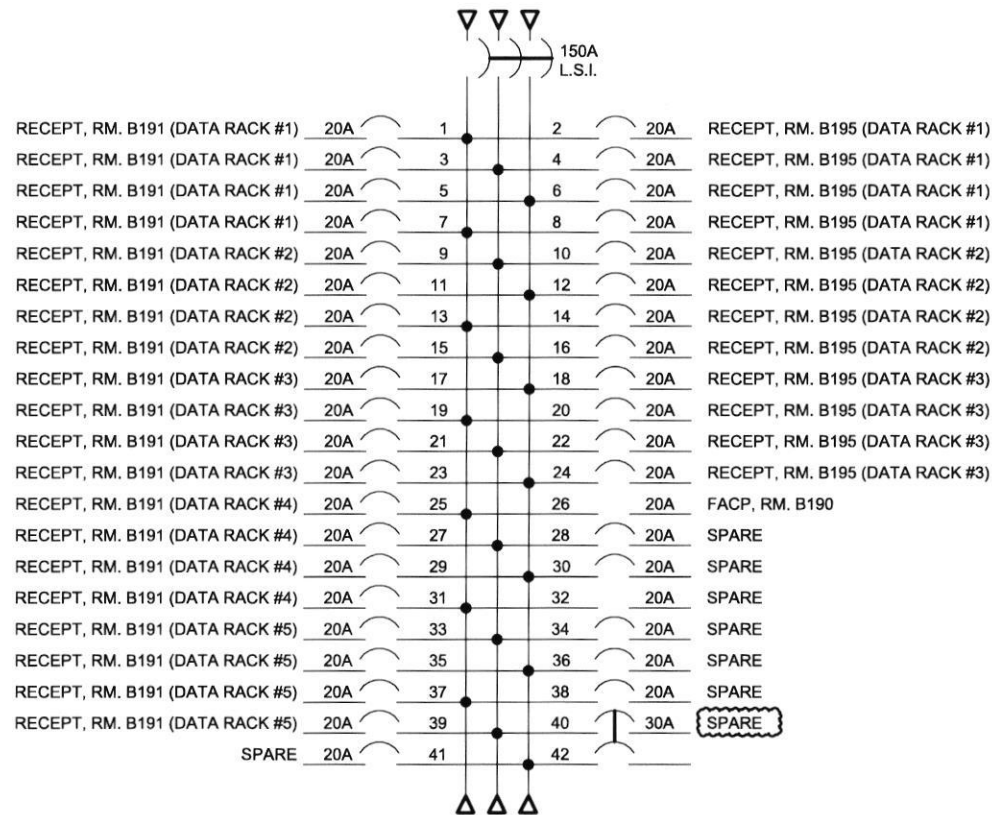 150A
L.S.I.
RECEPT, RM. B191 (DATA RACK #1) 20A 1 2 20A RECEPT, RM. B195 (DATA RACK #1)
RECEPT, RM. B191 (DATA RACK #1) 20A 3 4 20A RECEPT, RM. B195 (DATA RACK #1)
RECEPT, RM. B191 (DATA RACK #1) 20A 5 6 20A RECEPT, RM. B195 (DATA RACK #1)
RECEPT, RM. B191 (DATA RACK #1) 20A 7 8 20A RECEPT, RM. B195 (DATA RACK #1)
RECEPT, RM. B191 (DATA RACK #2) 20A 9 10 20A RECEPT, RM. B195 (DATA RACK #2)
RECEPT, RM. B191 (DATA RACK #2) 20A 11 12 20A RECEPT, RM. B195 (DATA RACK #2)
RECEPT, RM. B191 (DATA RACK #2) 20A 13 14 20A RECEPT, RM. B195 (DATA RACK #2)
RECEPT, RM. B191 (DATA RACK #2) 20A 15 16 20A RECEPT, RM. B195 (DATA RACK #2)
RECEPT, RM. B191 (DATA RACK #3) 20A 17 18 20A RECEPT, RM. B195 (DATA RACK #3)
RECEPT, RM. B191 (DATA RACK #3) 20A 19 20 20A RECEPT, RM. B195 (DATA RACK #3)
RECEPT, RM. B191 (DATA RACK #3) 20A 21 22 20A RECEPT, RM. B195 (DATA RACK #3)
RECEPT, RM. B191 (DATA RACK #3) 20A 23 24 20A RECEPT, RM. B195 (DATA RACK #3)
RECEPT, RM. B191 (DATA RACK #4) 20A 25 26 20A FACP, RM. B190
RECEPT, RM. B191 (DATA RACK #4) 20A 27 28 20A SPARE
RECEPT, RM. B191 (DATA RACK #4) 20A 29 30 20A SPARE
RECEPT, RM. B191 (DATA RACK #4) 20A 31 32 20A SPARE
RECEPT, RM. B191 (DATA RACK #5) 20A 33 34 20A SPARE
RECEPT, RM. B191 (DATA RACK #5) 20A 35 36 20A SPARE
RECEPT, RM. B191 (DATA RACK #5) 20A 37 38 20A SPARE
RECEPT, RM. B191 (DATA RACK #5) 20A 39 40 30A SPARE
SPARE 20A 41 42